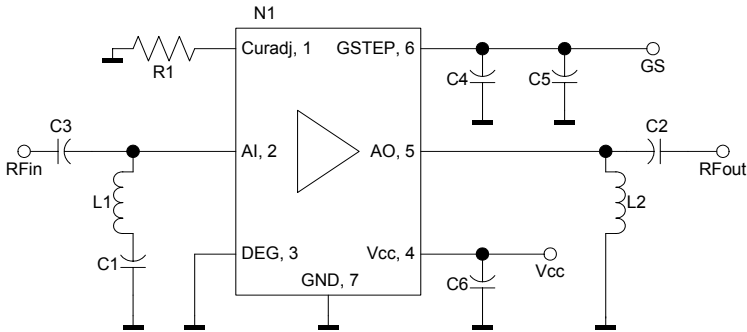 N1
Curadj, 1
GSTEP, 6
R1
C4
C5
GS
C3
C2
RFin
AI, 2
AO, 5
RFout
L1
L2
C1
DEG, 3
Vcc, 4
GND, 7
C6
Vcc